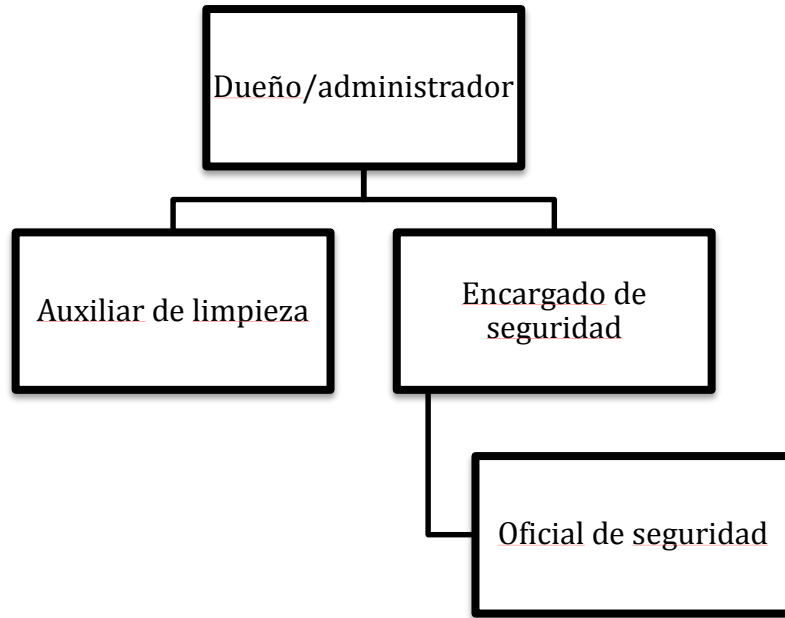 Dueño/administrador
Auxiliar de limpieza
Encargado de
seguridad
Oficial de seguridad